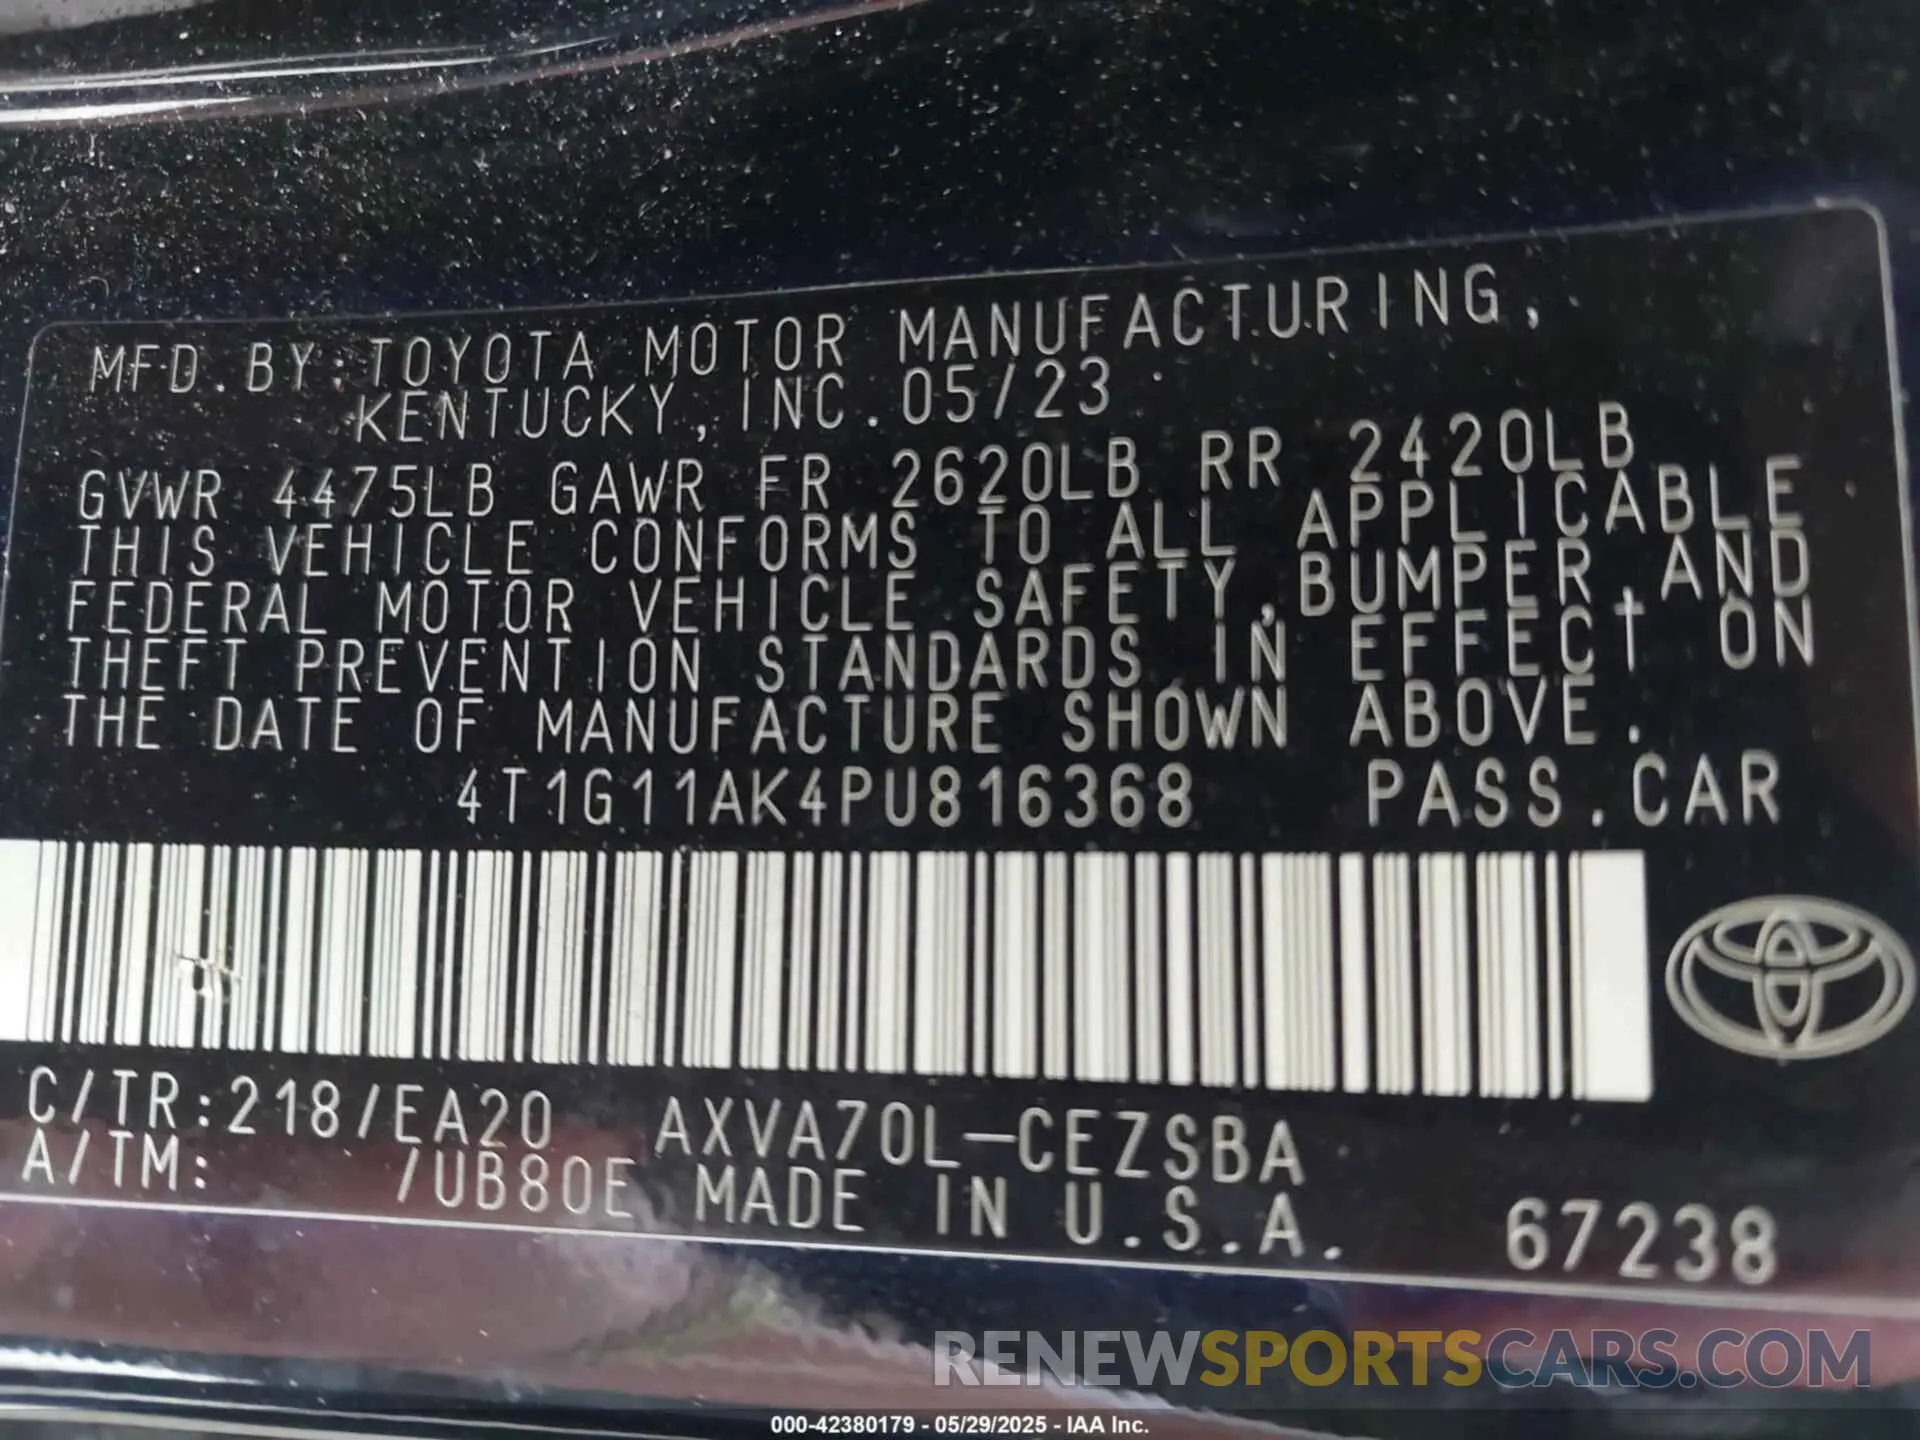 MFD. BY: TOYOTA MOTOR MANUFACTURING,
KENTUCKY, INC. 05/23
GVWR 4475LB GAWR FR 2620LB RR 2420LB
THIS VEHICLE CONFORMS TO ALL APPLICABLE
FEDERAL MOTOR VEHICLE SAFETY, BUMPER, AND
THEFT PREVENTION STANDARDS IN EFFECT ON
THE DATE OF MANUFACTURE SHOWN ABOVE.
4T1G11AK4PU816368 PASS.CAR
C/TR:218/EA20 AXVA70L-CEZSBA
A/TM: /UB80E MADE IN U.S.A. 67238
RENEWSPORTSCARS.COM
000-42380179 - 05/29/2025 - IAA Inc.